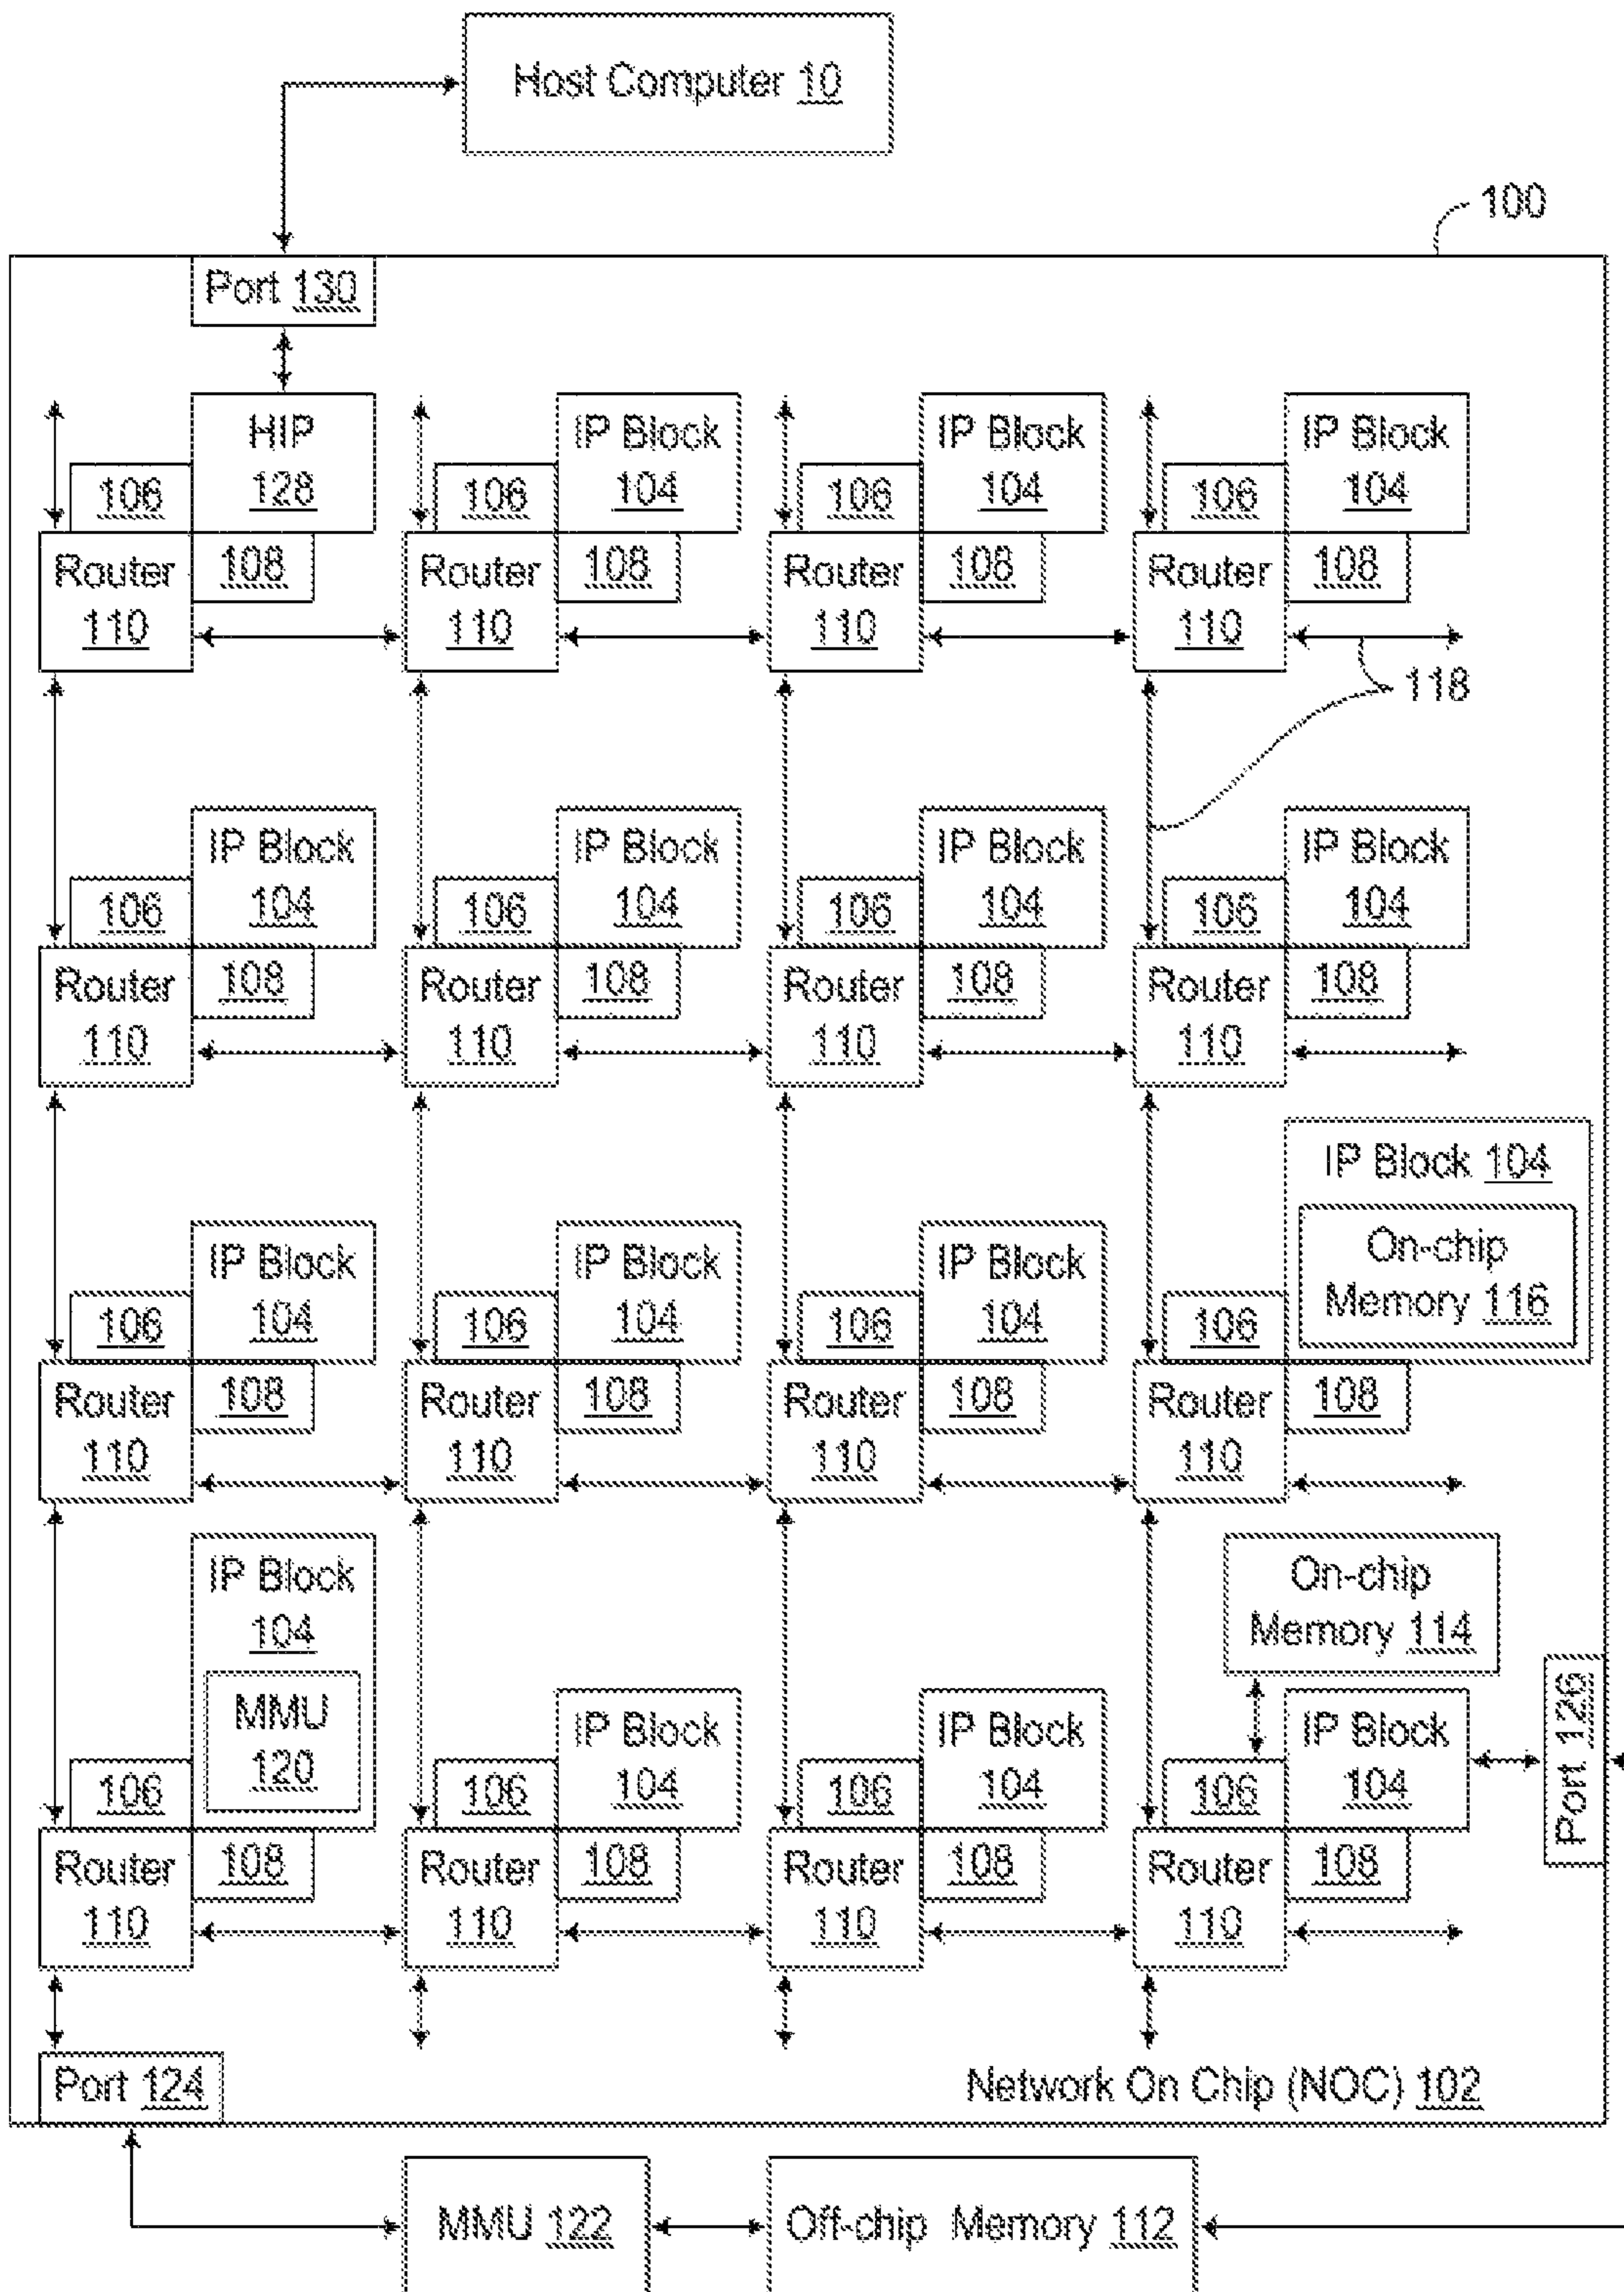 Host Computer 10
100
Port 130
HIP
128
106
108
Router
110
IP Block
104
106
108
Router
110
IP Block
104
106
108
Router
110
IP Block
104
106
108
Router
110
118
IP Block
104
106
108
Router
110
IP Block
104
106
108
Router
110
IP Block
104
106
108
Router
110
IP Block
104
106
108
Router
110
IP Block
104
106
108
Router
110
IP Block
104
106
108
Router
110
IP Block
104
106
108
Router
110
IP Block 104
On-chip
Memory 116
106
108
Router
110
IP Block
104
MMU
120
106
108
Router
110
IP Block
104
106
108
Router
110
IP Block
104
106
108
Router
110
On-chip
Memory 114
IP Block
104
106
108
Router
110
Port 126
Port 124
Network On Chip (NOC) 102
MMU 122
Off-chip Memory 112